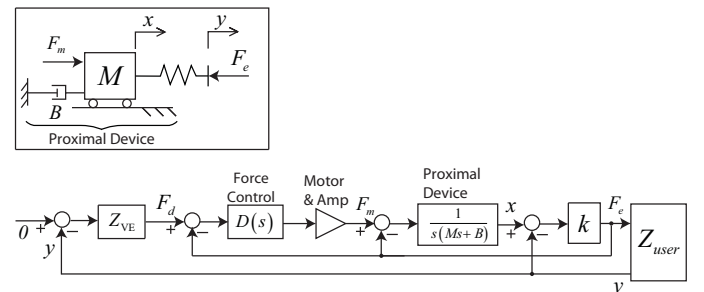 x y
F_m F_e
M
B
Proximal Device
Force Control
Motor & Amp
Proximal Device
0 + − Z_VE F_d + − D(s) F_m + − 1 / s(Ms+B) x + − k F_e Z_user
y
y